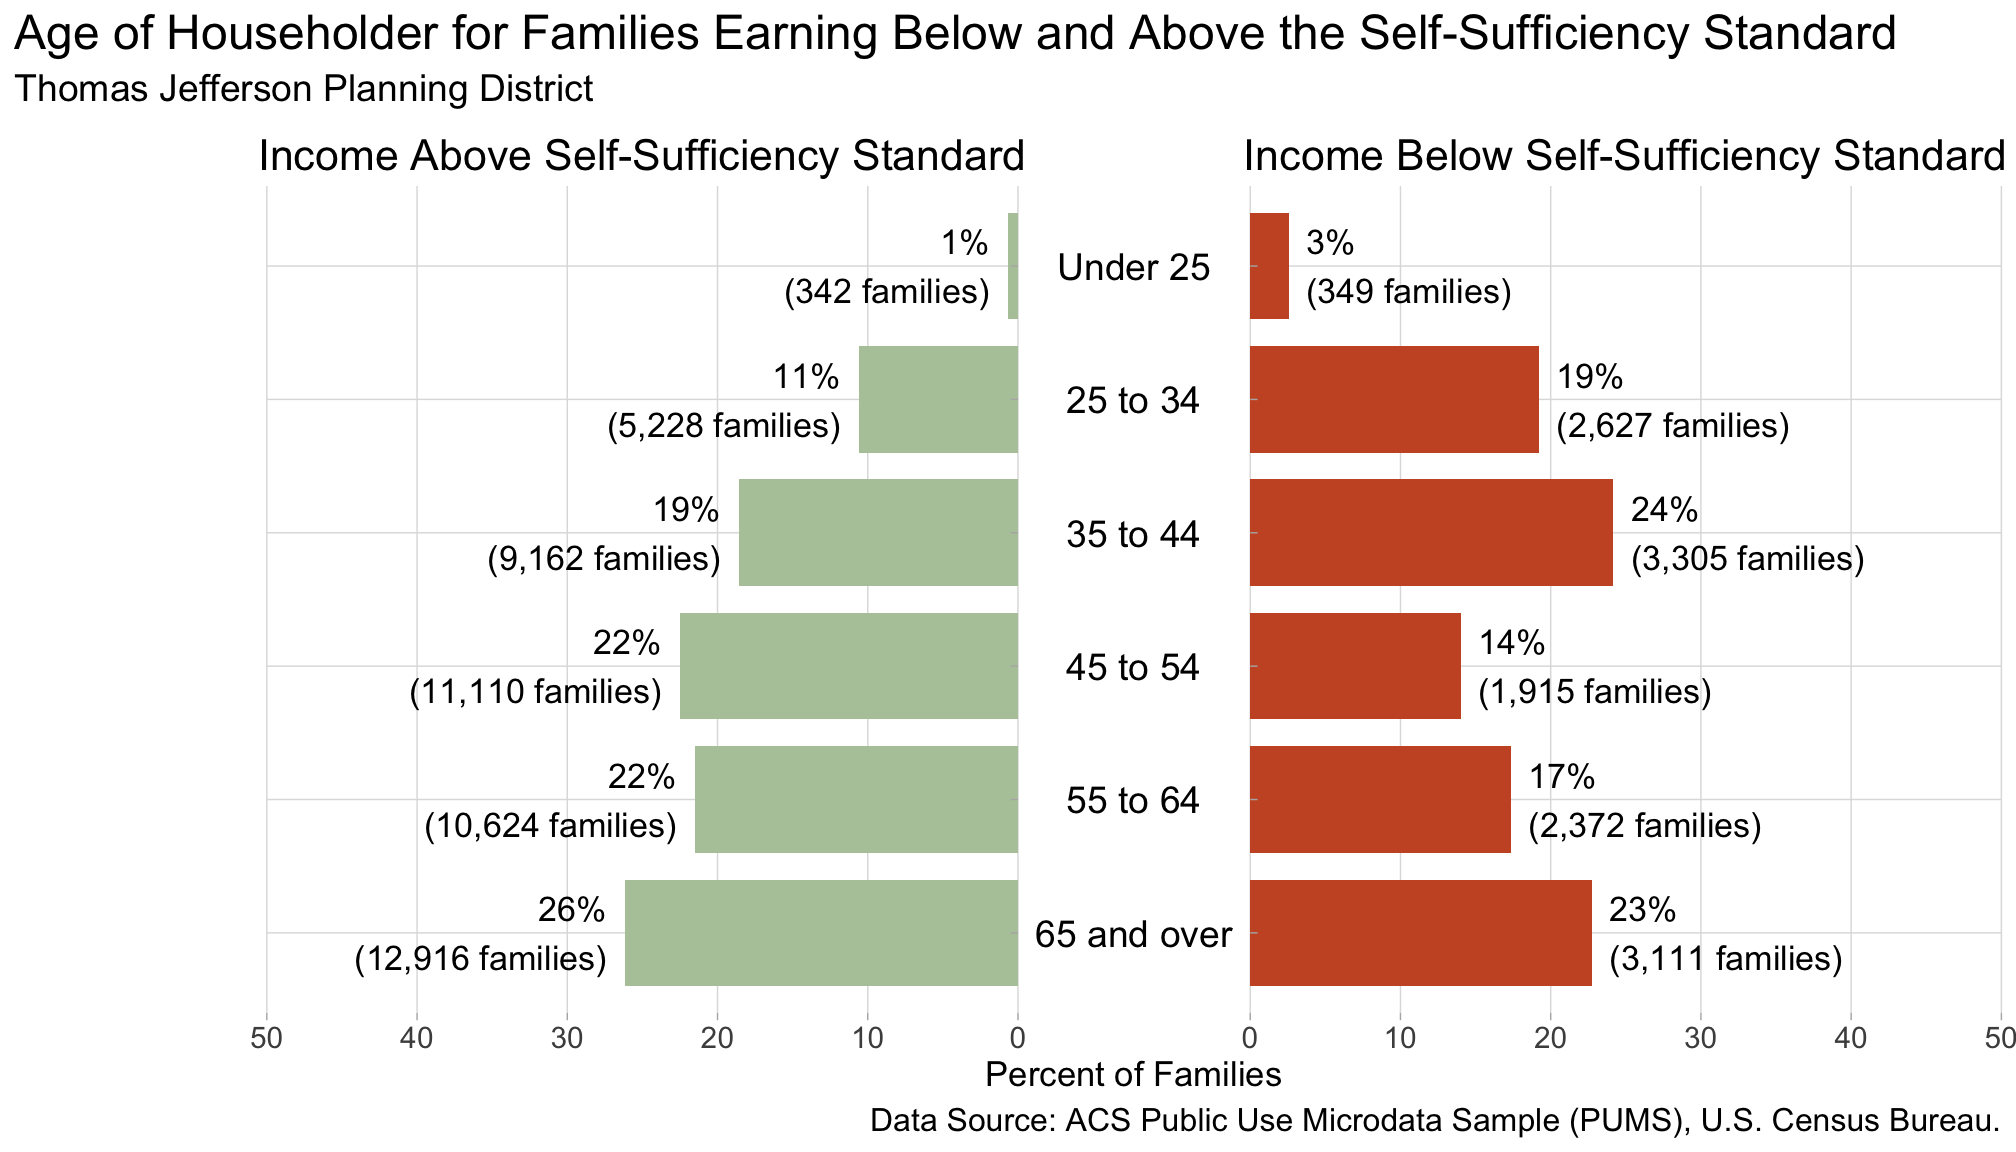 Age of Householder for Families Earning Below and Above the Self-Sufficiency Standard
Thomas Jefferson Planning District
Income Above Self-Sufficiency Standard
Income Below Self-Sufficiency Standard
1%
(342 families)
Under 25
3%
(349 families)
11%
(5,228 families)
25 to 34
19%
(2,627 families)
19%
(9,162 families)
35 to 44
24%
(3,305 families)
22%
(11,110 families)
45 to 54
14%
(1,915 families)
22%
(10,624 families)
55 to 64
17%
(2,372 families)
26%
(12,916 families)
65 and over
23%
(3,111 families)
50 40 30 20 10 0
0 10 20 30 40 50
Percent of Families
Data Source: ACS Public Use Microdata Sample (PUMS), U.S. Census Bureau.